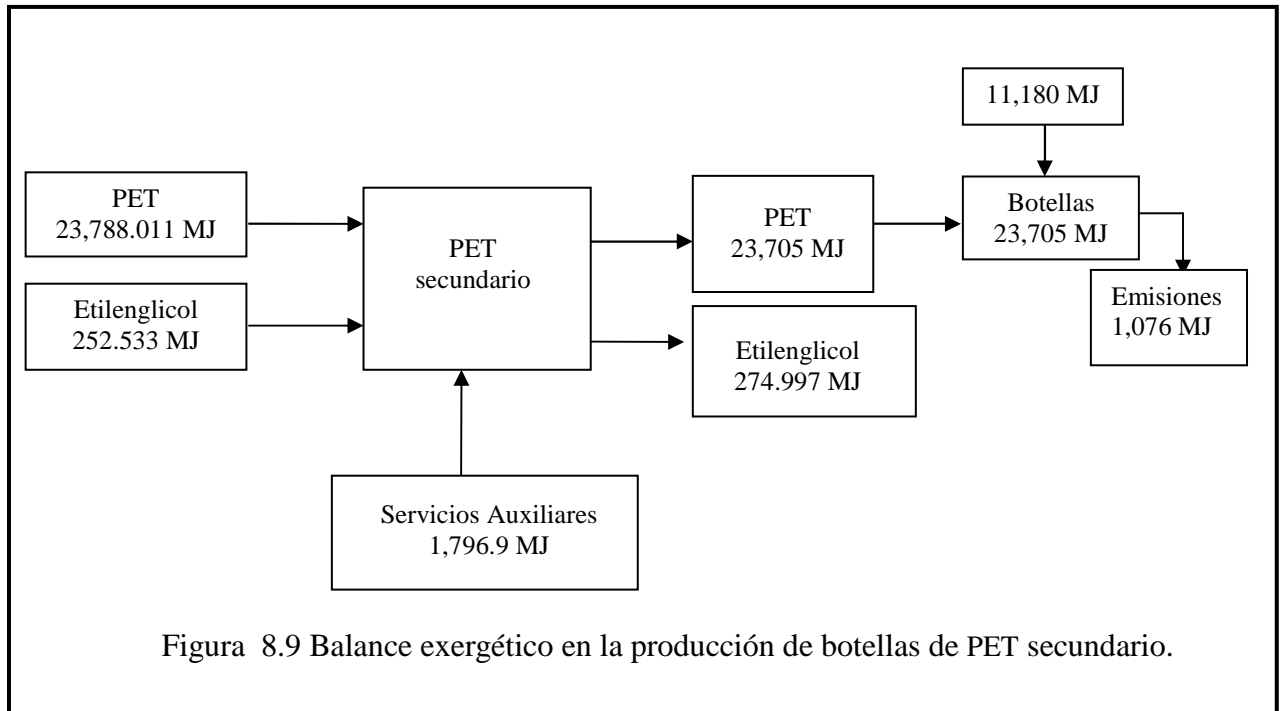 11,180 MJ
PET
23,788.011 MJ
Etilenglicol
252.533 MJ
PET
secundario
PET
23,705 MJ
Etilenglicol
274.997 MJ
Botellas
23,705 MJ
Emisiones
1,076 MJ
Servicios Auxiliares
1,796.9 MJ
Figura 8.9 Balance exergético en la producción de botellas de PET secundario.